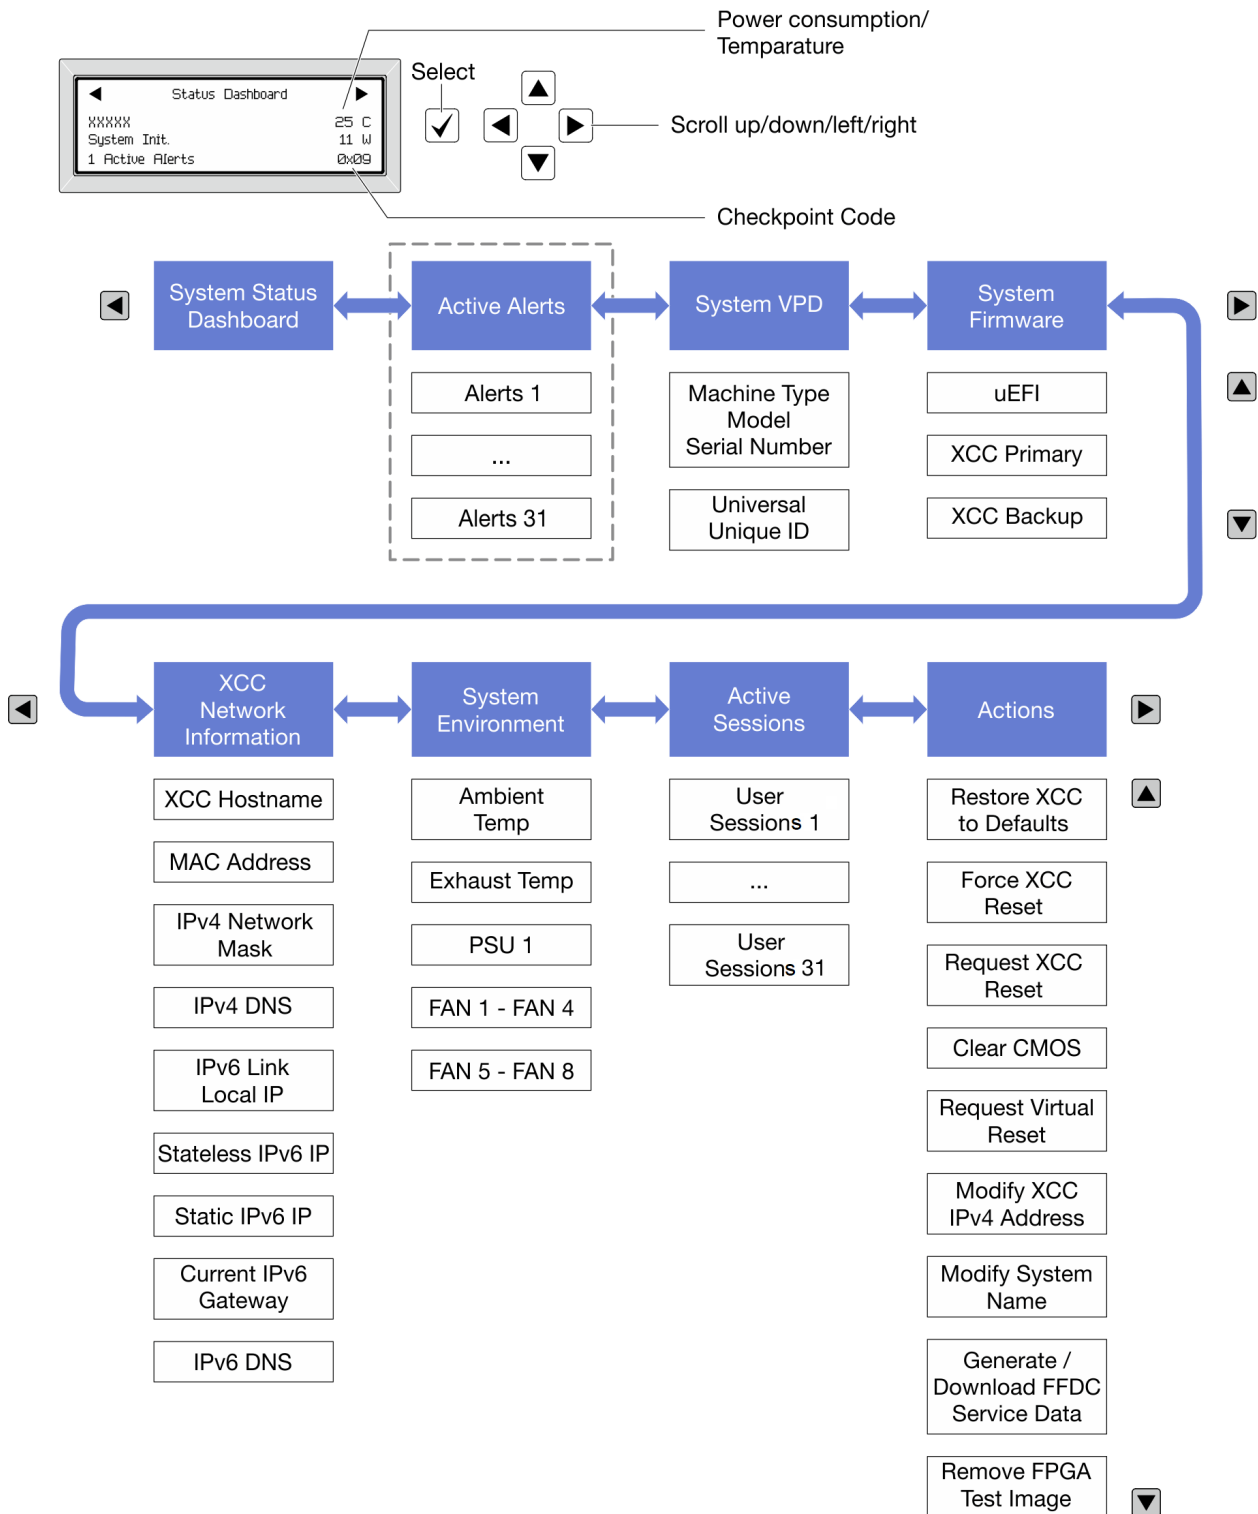 Power consumption/
Temparature
Select
Status Dashboard
XXXXX 25 C
System Init. 11 W
1 Active Alerts 0x09
Scroll up/down/left/right
Checkpoint Code
System Status
Dashboard
Active Alerts
System VPD
System
Firmware
Alerts 1
...
Alerts 31
Machine Type
Model
Serial Number
Universal
Unique ID
uEFI
XCC Primary
XCC Backup
XCC
Network
Information
System
Environment
Active
Sessions
Actions
XCC Hostname
MAC Address
IPv4 Network
Mask
IPv4 DNS
IPv6 Link
Local IP
Stateless IPv6 IP
Static IPv6 IP
Current IPv6
Gateway
IPv6 DNS
Ambient
Temp
Exhaust Temp
PSU 1
FAN 1 - FAN 4
FAN 5 - FAN 8
User
Sessions 1
...
User
Sessions 31
Restore XCC
to Defaults
Force XCC
Reset
Request XCC
Reset
Clear CMOS
Request Virtual
Reset
Modify XCC
IPv4 Address
Modify System
Name
Generate /
Download FFDC
Service Data
Remove FPGA
Test Image